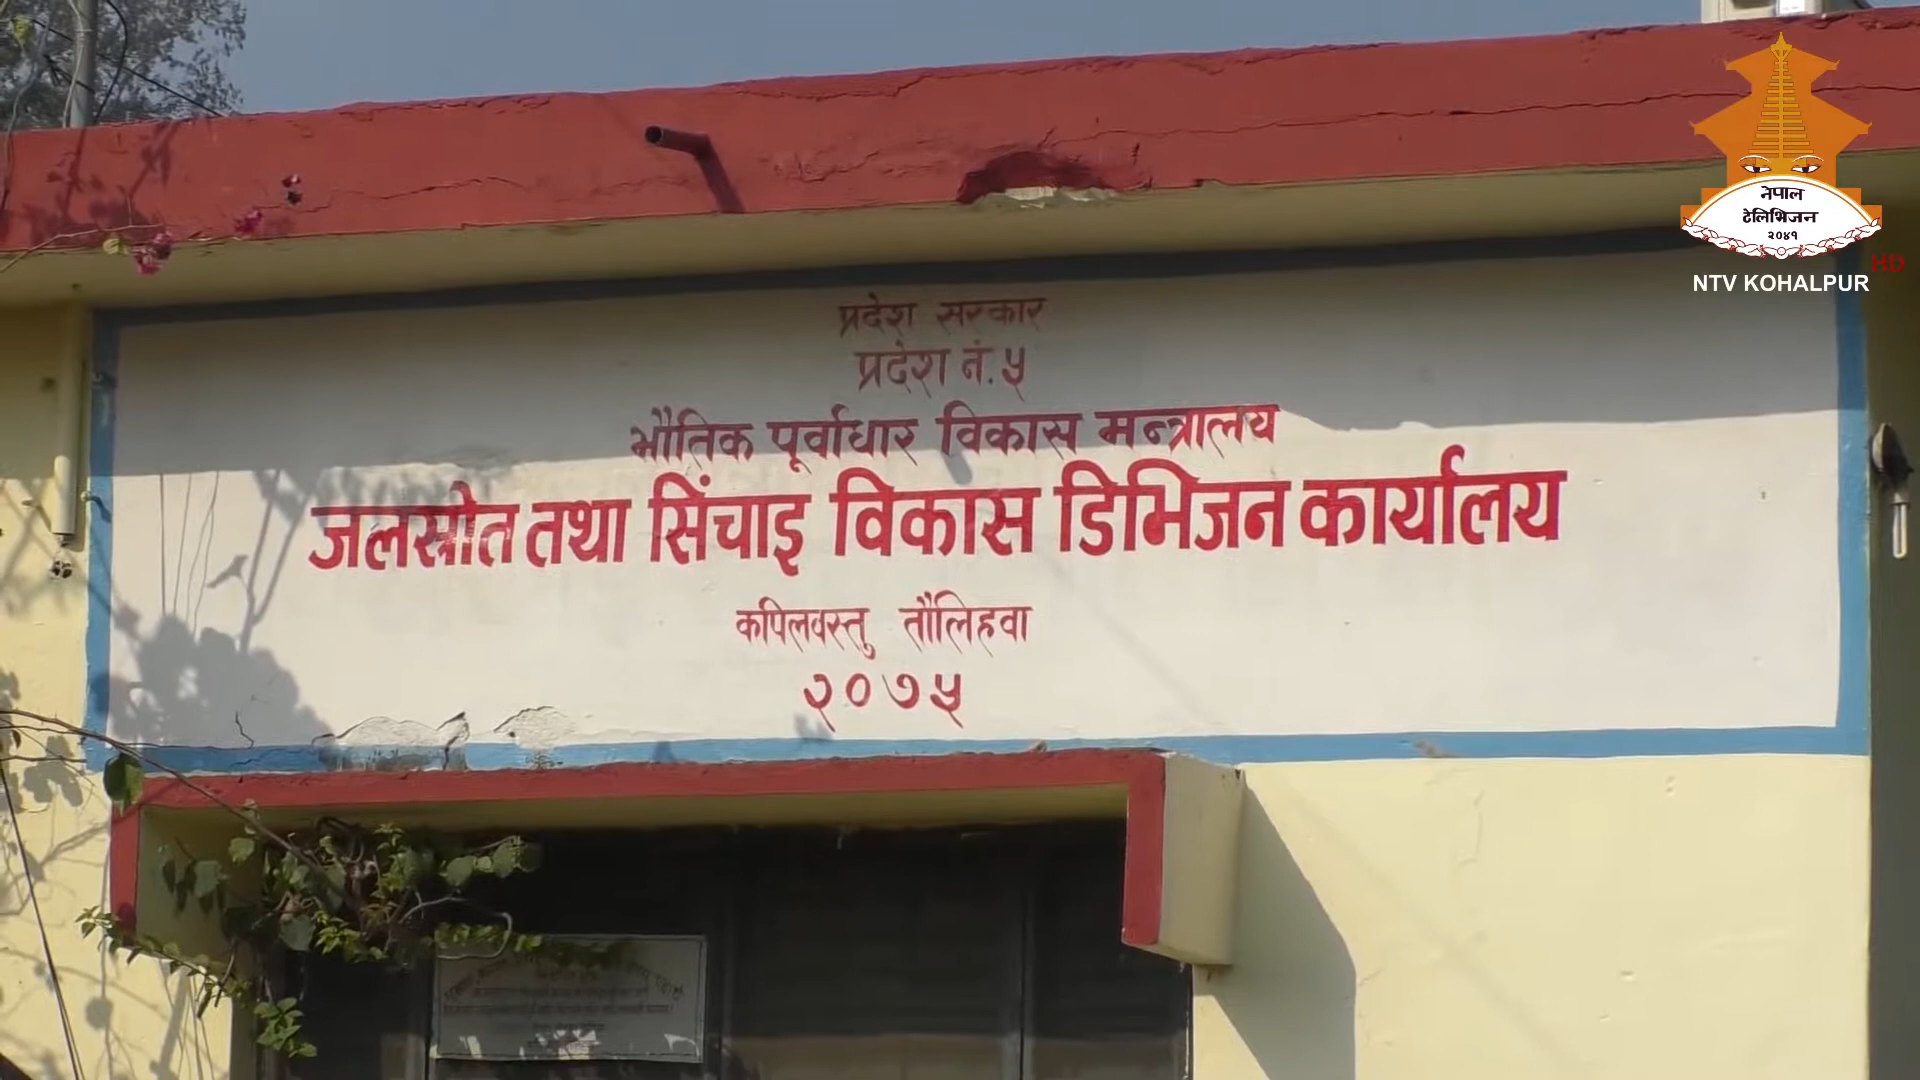 नेपाल
टेलिभिजन
२०४१
HD
NTV KOHALPUR
प्रदेश सरकार
प्रदेश नं. ५
भौतिक पूर्वाधार विकास मन्त्रालय
जलस्रोत तथा सिंचाइ विकास डिभिजन कार्यालय
कपिलवस्तु तौलिहवा
२०७५